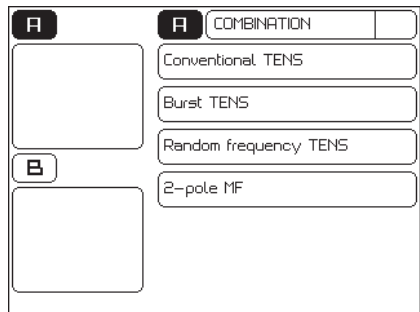 A
A COMBINATION
Conventional TENS
Burst TENS
Random frequency TENS
B
2-pole MF